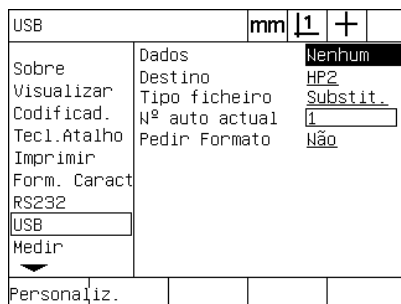 USB mm 1
Sobre
Visualizar
Codificad.
Tecl.Atalho
Imprimir
Form. Caract
RS232
USB
Medir
Dados Nenhum
Destino HP2
Tipo ficheiro Substit.
Nº auto actual 1
Pedir Formato Não
Personaliz.